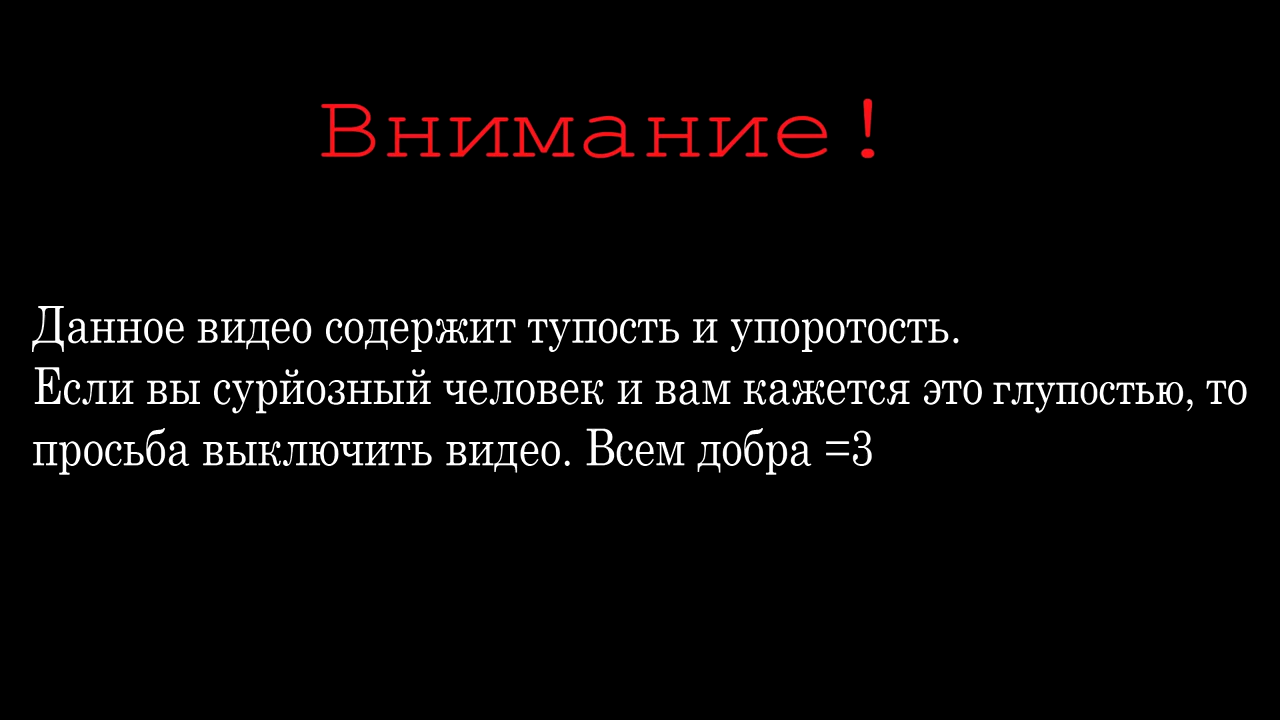 Внимание!
Данное видео содержит тупость и упоротость.
Если вы сурйозный человек и вам кажется это глупостью, то
просьба выключить видео. Всем добра =3